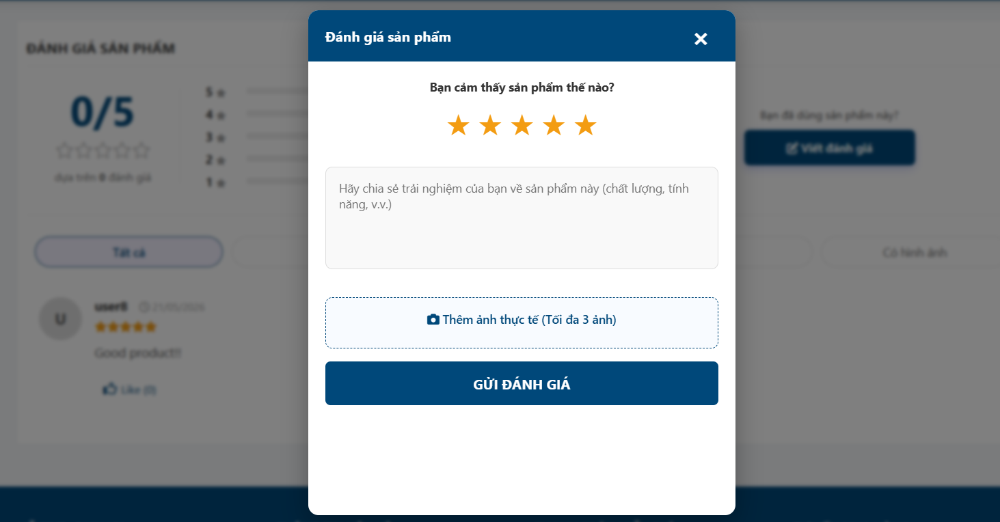 Đánh giá sản phẩm
Bạn cảm thấy sản phẩm thế nào?
Hãy chia sẻ trải nghiệm của bạn về sản phẩm này (chất lượng, tính
năng, v.v.)
Thêm ảnh thực tế (Tối đa 3 ảnh)
GỬI ĐÁNH GIÁ
ĐÁNH GIÁ SẢN PHẨM
0/5
dựa trên 0 đánh giá
5
4
3
2
1
Bạn đã dùng sản phẩm này?
Viết đánh giá
Tất cả
Có hình ảnh
U
user8 21/05/2026
Good product!!
Like (0)